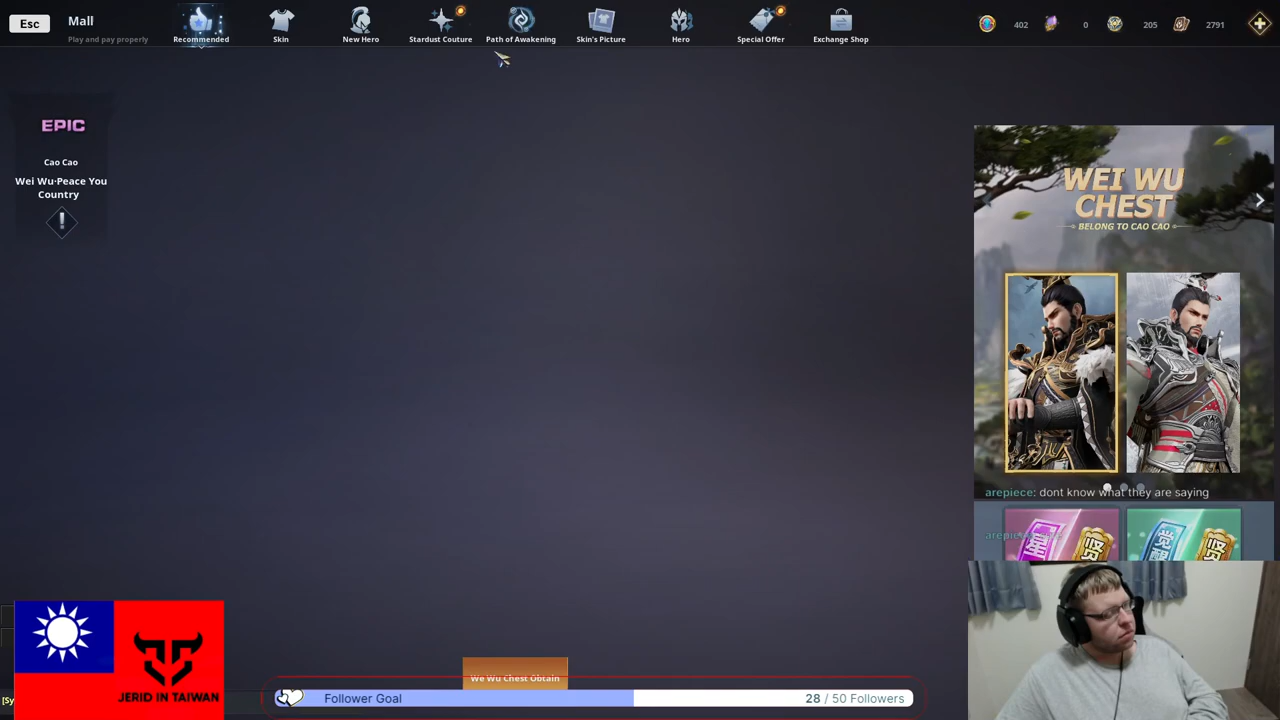 Esc
Mall
Play and pay properly
Recommended
Skin
New Hero
Stardust Couture
Path of Awakening
Skin's Picture
Hero
Special Offer
Exchange Shop
402
0
205
2791
EPIC
Cao Cao
Wei Wu·Peace You
Country
WEI WU
CHEST
BELONG TO CAO CAO
arepiece: dont know what they are saying
We Wu Chest Obtain
JERID IN TAIWAN
[Sy
Follower Goal
28 / 50 Followers